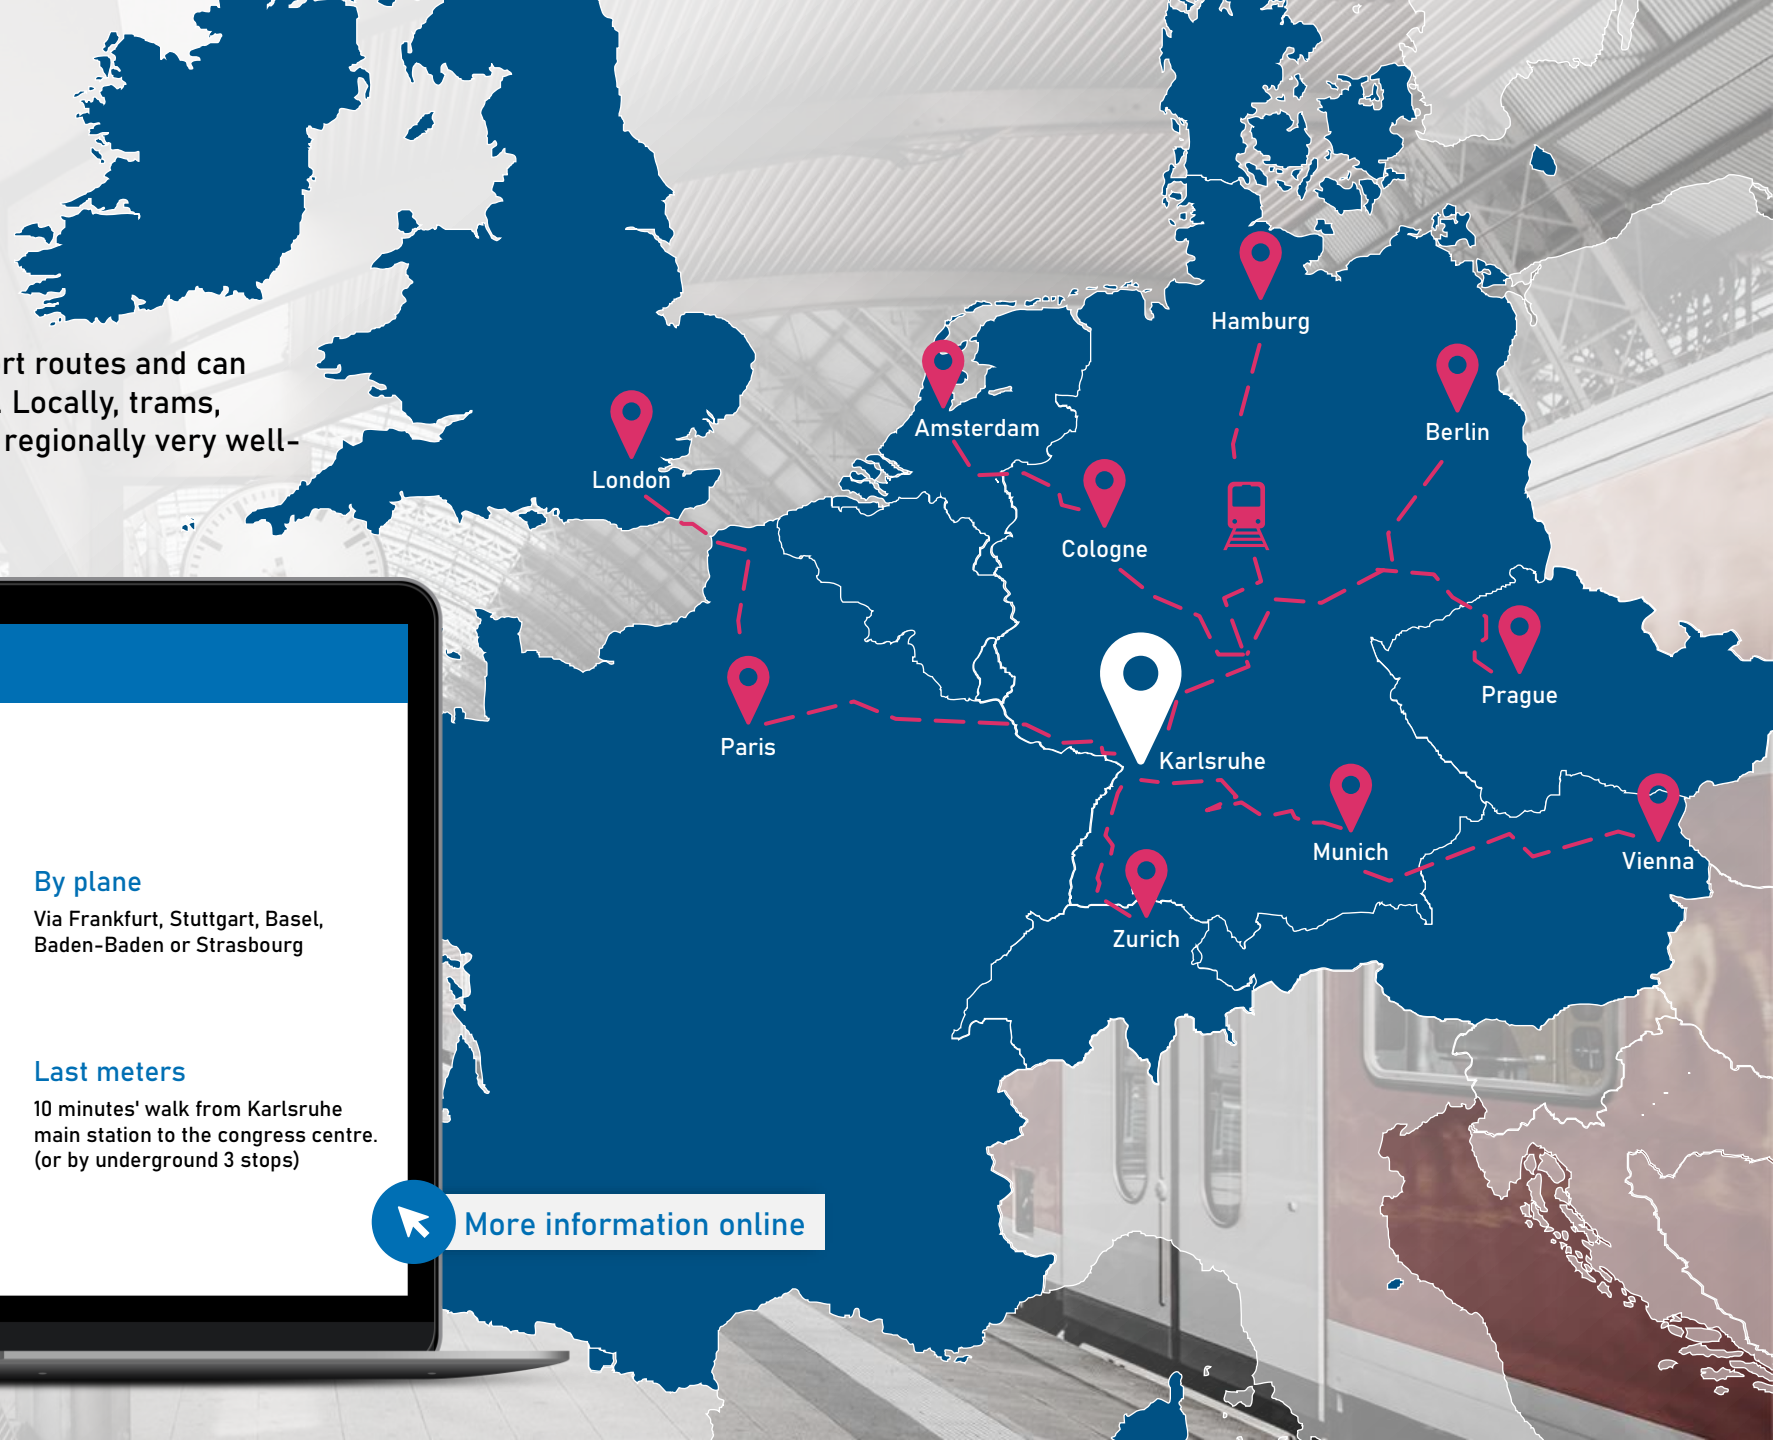 rt routes and can
. Locally, trams,
regionally very well-
Hamburg
Amsterdam
Berlin
London
Cologne
Prague
Paris
Karlsruhe
Munich
Vienna
Zurich
By plane
Via Frankfurt, Stuttgart, Basel,
Baden-Baden or Strasbourg
Last meters
10 minutes' walk from Karlsruhe
main station to the congress centre.
(or by underground 3 stops)
More information online